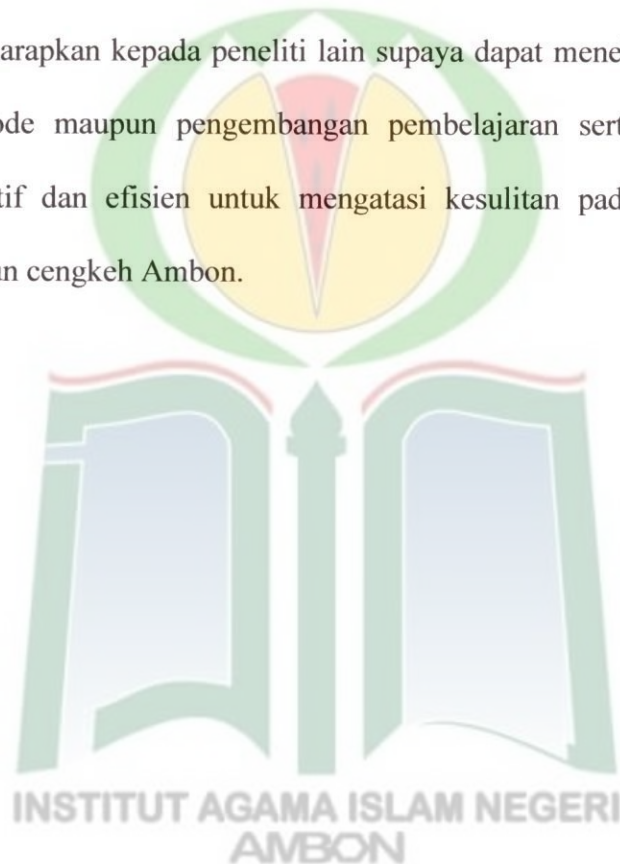 arapkan kepada peneliti lain supaya dapat mene
ode maupun pengembangan pembelajaran sert
tif dan efisien untuk mengatasi kesulitan pad
un cengkeh Ambon.
INSTITUT AGAMA ISLAM NEGERI
AMBON